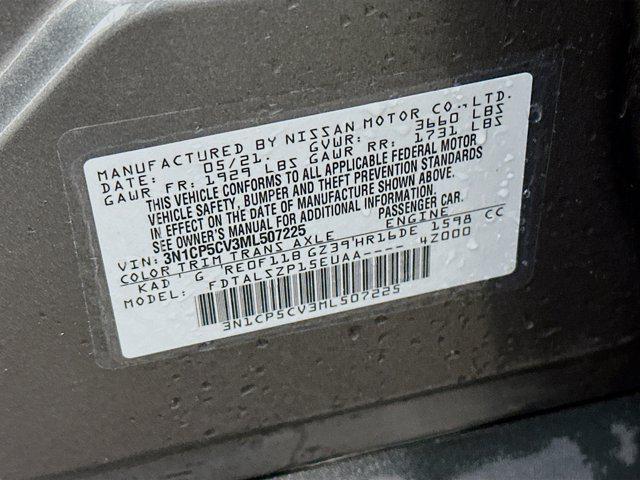 MANUFACTURED BY NISSAN MOTOR CO., LTD.
DATE: 05/21 GVWR: 3660 LBS
GAWR FR: 1929 LBS GAWR RR: 1731 LBS
THIS VEHICLE CONFORMS TO ALL APPLICABLE FEDERAL MOTOR
VEHICLE SAFETY, BUMPER AND THEFT PREVENTION STANDARDS
IN EFFECT ON THE DATE OF MANUFACTURE SHOWN ABOVE.
SEE OWNER'S MANUAL FOR ADDITIONAL INFORMATION.
VIN: 3N1CP5CV3ML507225 PASSENGER CAR.
COLOR TRIM TRANS AXLE ENGINE
KAD G RE0F11B GZ39 HR16DE 1598 CC
MODEL: FDTALSZP15EUAA---- 42000
3N1CP5CV3ML507225